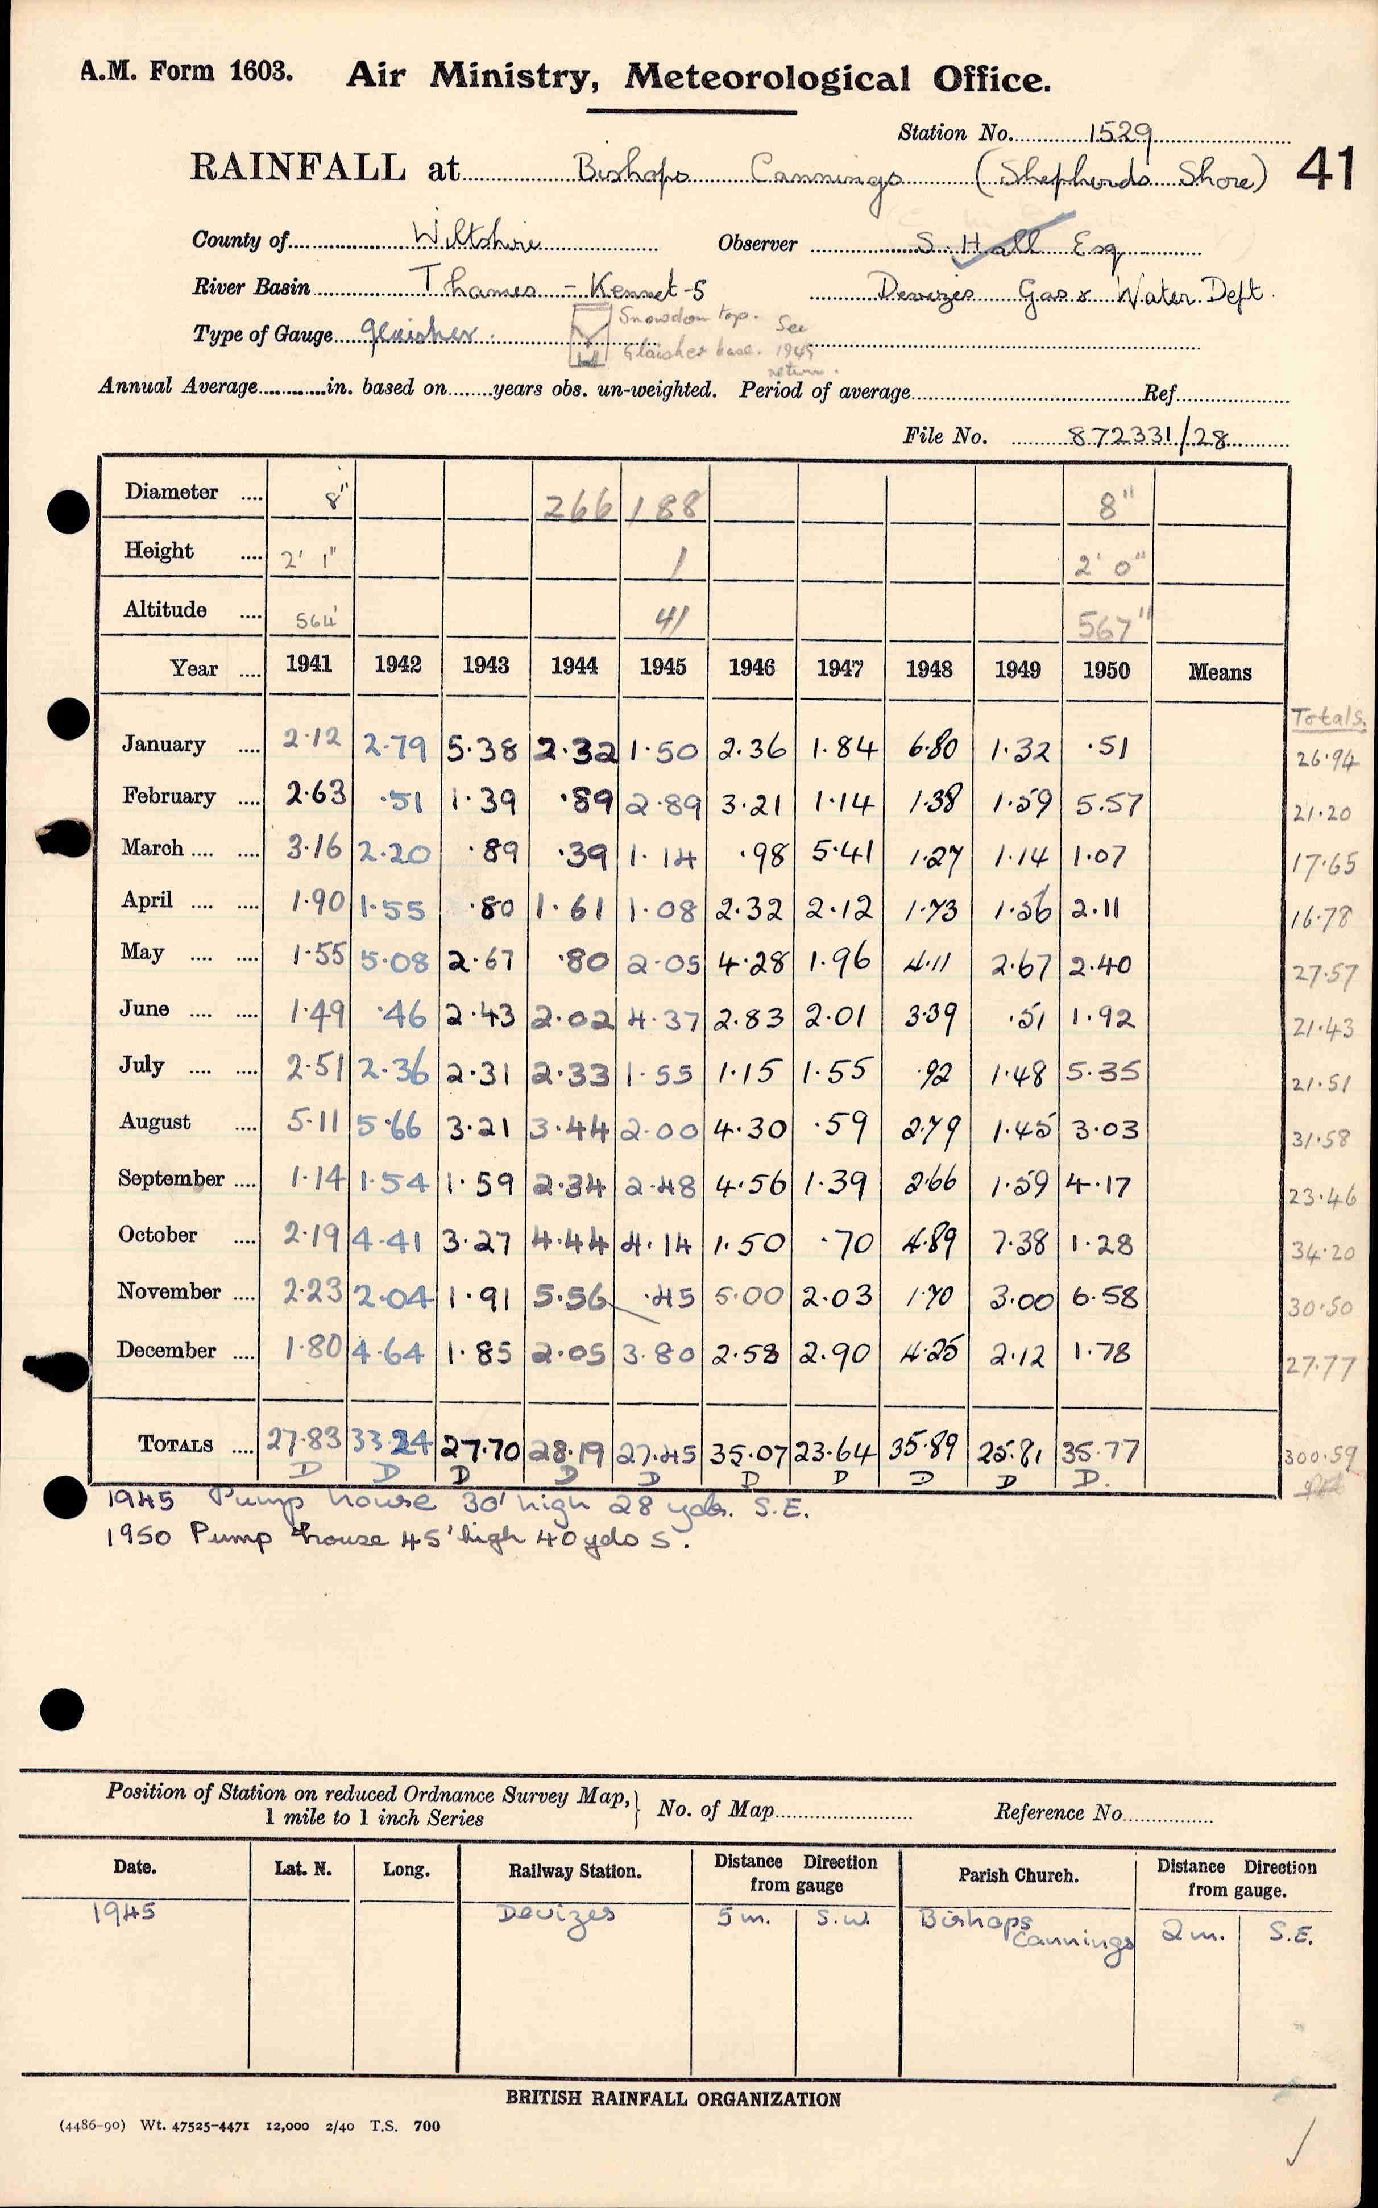 A.M. Form 1603. Air Ministry, Meteorological Office.
Station No. 1529
RAINFALL at Bishops Cannings (Shepherds Shore) 41
County of Wiltshire Observer S. Hall Esq
River Basin Thames - Kennet-5 Devizes Gas & Water Dept.
Type of Gauge glaisher. Snowdon top. See
Glaisher base. 1945
return.
Annual Average in. based on years obs. un-weighted. Period of average Ref.
File No. 872331/28
Diameter 8" 266 188 8"
Height 2' 1" 1 2' 0"
Altitude 564' 41 567"
Year 1941 1942 1943 1944 1945 1946 1947 1948 1949 1950 Means
Totals.
January 2.12 2.79 5.38 2.32 1.50 2.36 1.84 6.80 1.32 .51 26.94
February 2.63 .51 1.39 .89 2.89 3.21 1.14 1.38 1.59 5.57 21.20
March 3.16 2.20 .89 .39 1.14 .98 5.41 1.27 1.14 1.07 17.65
April 1.90 1.55 .80 1.61 1.08 2.32 2.12 1.73 1.56 2.11 16.78
May 1.55 5.08 2.67 .80 2.05 4.28 1.96 4.11 2.67 2.40 27.57
June 1.49 .46 2.43 2.02 4.37 2.83 2.01 3.39 .51 1.92 21.43
July 2.51 2.36 2.31 2.33 1.55 1.15 1.55 .92 1.48 5.35 21.51
August 5.11 5.66 3.21 3.44 2.00 4.30 .59 2.79 1.45 3.03 31.58
September 1.14 1.54 1.59 2.34 2.48 4.56 1.39 2.66 1.59 4.17 23.46
October 2.19 4.41 3.27 4.44 4.14 1.50 .70 4.89 7.38 1.28 34.20
November 2.23 2.04 1.91 5.56 .45 5.00 2.03 1.70 3.00 6.58 30.50
December 1.80 4.64 1.85 2.05 3.80 2.58 2.90 4.25 2.12 1.78 27.77
TOTALS 27.83 33.24 27.70 28.19 27.45 35.07 23.64 35.89 25.81 35.77 300.59
D D D D D D D D D D.
1945 Pump house 30' high 28 yds. S.E.
1950 Pump house 45' high 40 yds S.
Position of Station on reduced Ordnance Survey Map, 1 mile to 1 inch Series } No. of Map Reference No.
Date. Lat. N. Long. Railway Station. Distance Direction from gauge Parish Church. Distance Direction from gauge.
1945 Devizes 5 m. S.W. Bishops Cannings 2 m. S.E.
BRITISH RAINFALL ORGANIZATION
(4486-90) Wt. 47525-4471 12,000 2/40 T.S. 700